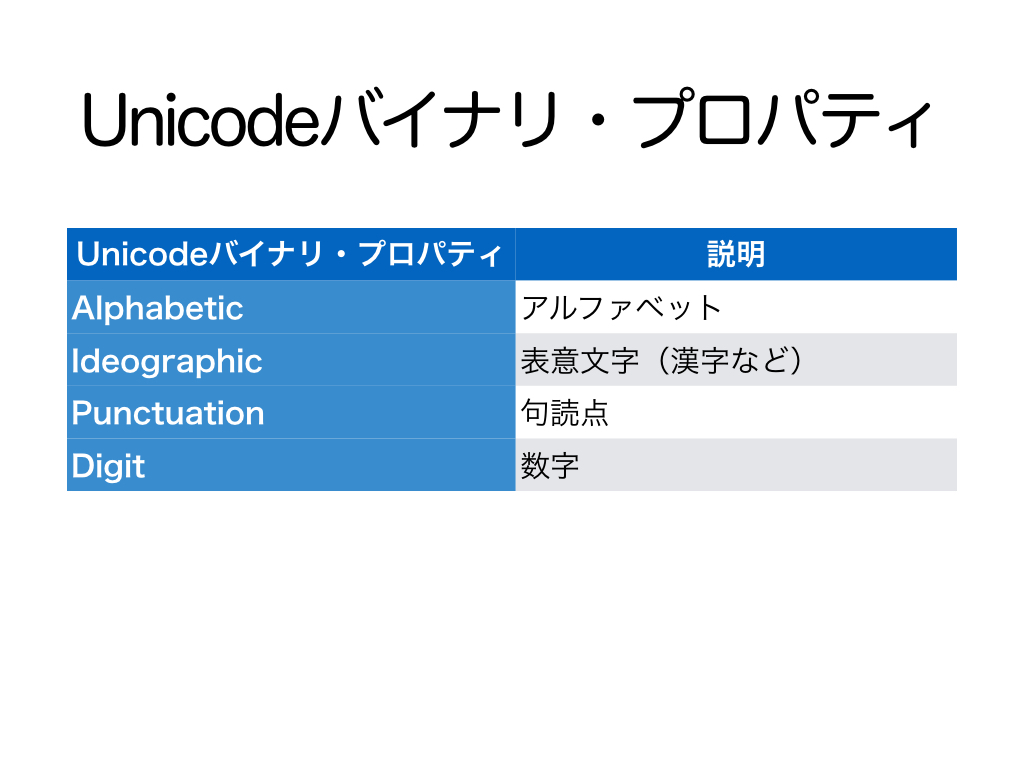 Unicodeバイナリ・プロパティ
Unicodeバイナリ・プロパティ 説明
Alphabetic アルファベット
Ideographic 表意文字（漢字など）
Punctuation 句読点
Digit 数字